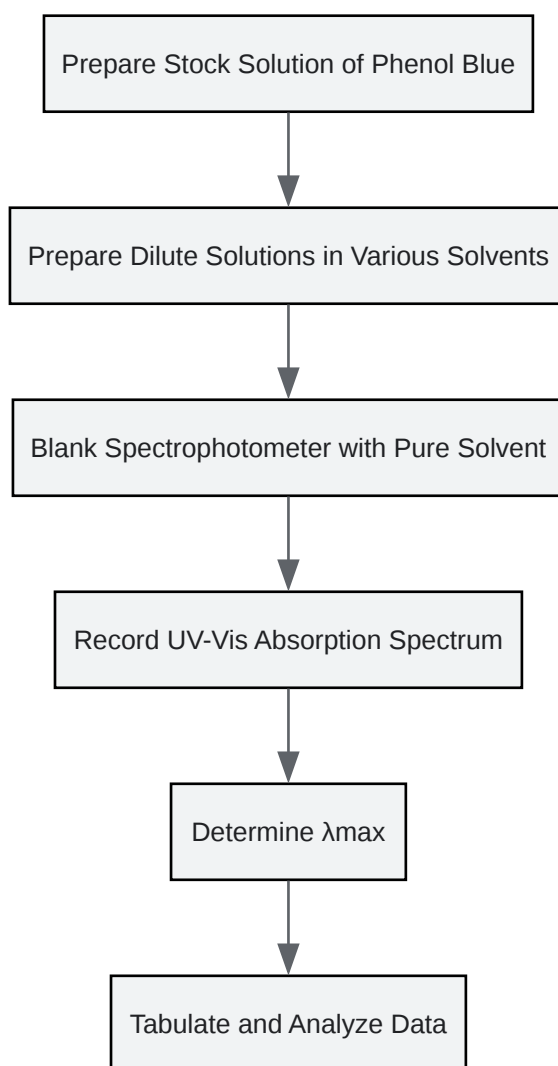 Prepare Stock Solution of Phenol Blue
Prepare Dilute Solutions in Various Solvents
Blank Spectrophotometer with Pure Solvent
Record UV-Vis Absorption Spectrum
Determine λmax
Tabulate and Analyze Data